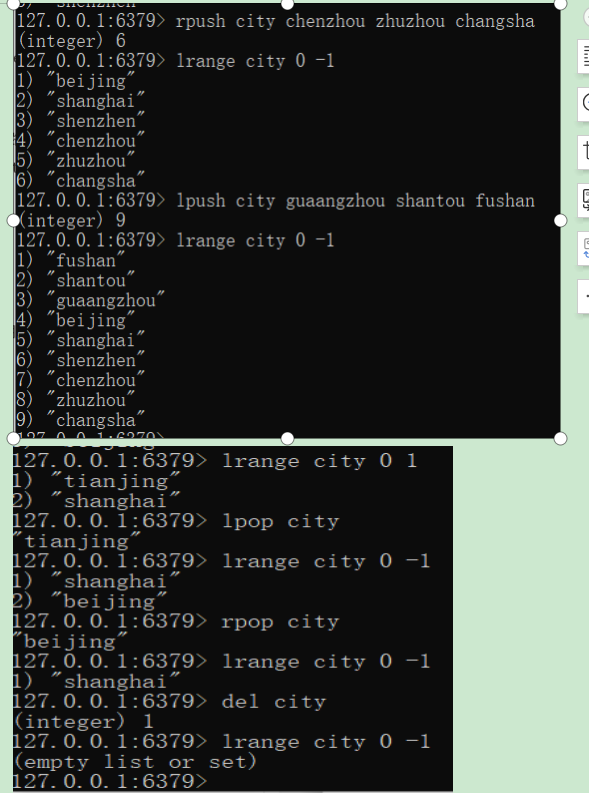 127.0.0.1:6379> rpush city chenzhou zhuzhou changsha
(integer) 6
127.0.0.1:6379> lrange city 0 -1
1) "beijing"
2) "shanghai"
3) "shenzhen"
4) "chenzhou"
5) "zhuzhou"
6) "changsha"
127.0.0.1:6379> lpush city guaangzhou shantou fushan
(integer) 9
127.0.0.1:6379> lrange city 0 -1
1) "fushan"
2) "shantou"
3) "guaangzhou"
4) "beijing"
5) "shanghai"
6) "shenzhen"
7) "chenzhou"
8) "zhuzhou"
9) "changsha"
127.0.0.1:6379>
127.0.0.1:6379> lrange city 0 1
1) "tianjing"
2) "shanghai"
127.0.0.1:6379> lpop city
"tianjing"
127.0.0.1:6379> lrange city 0 -1
1) "shanghai"
2) "beijing"
127.0.0.1:6379> rpop city
"beijing"
127.0.0.1:6379> lrange city 0 -1
1) "shanghai"
127.0.0.1:6379> del city
(integer) 1
127.0.0.1:6379> lrange city 0 -1
(empty list or set)
127.0.0.1:6379>